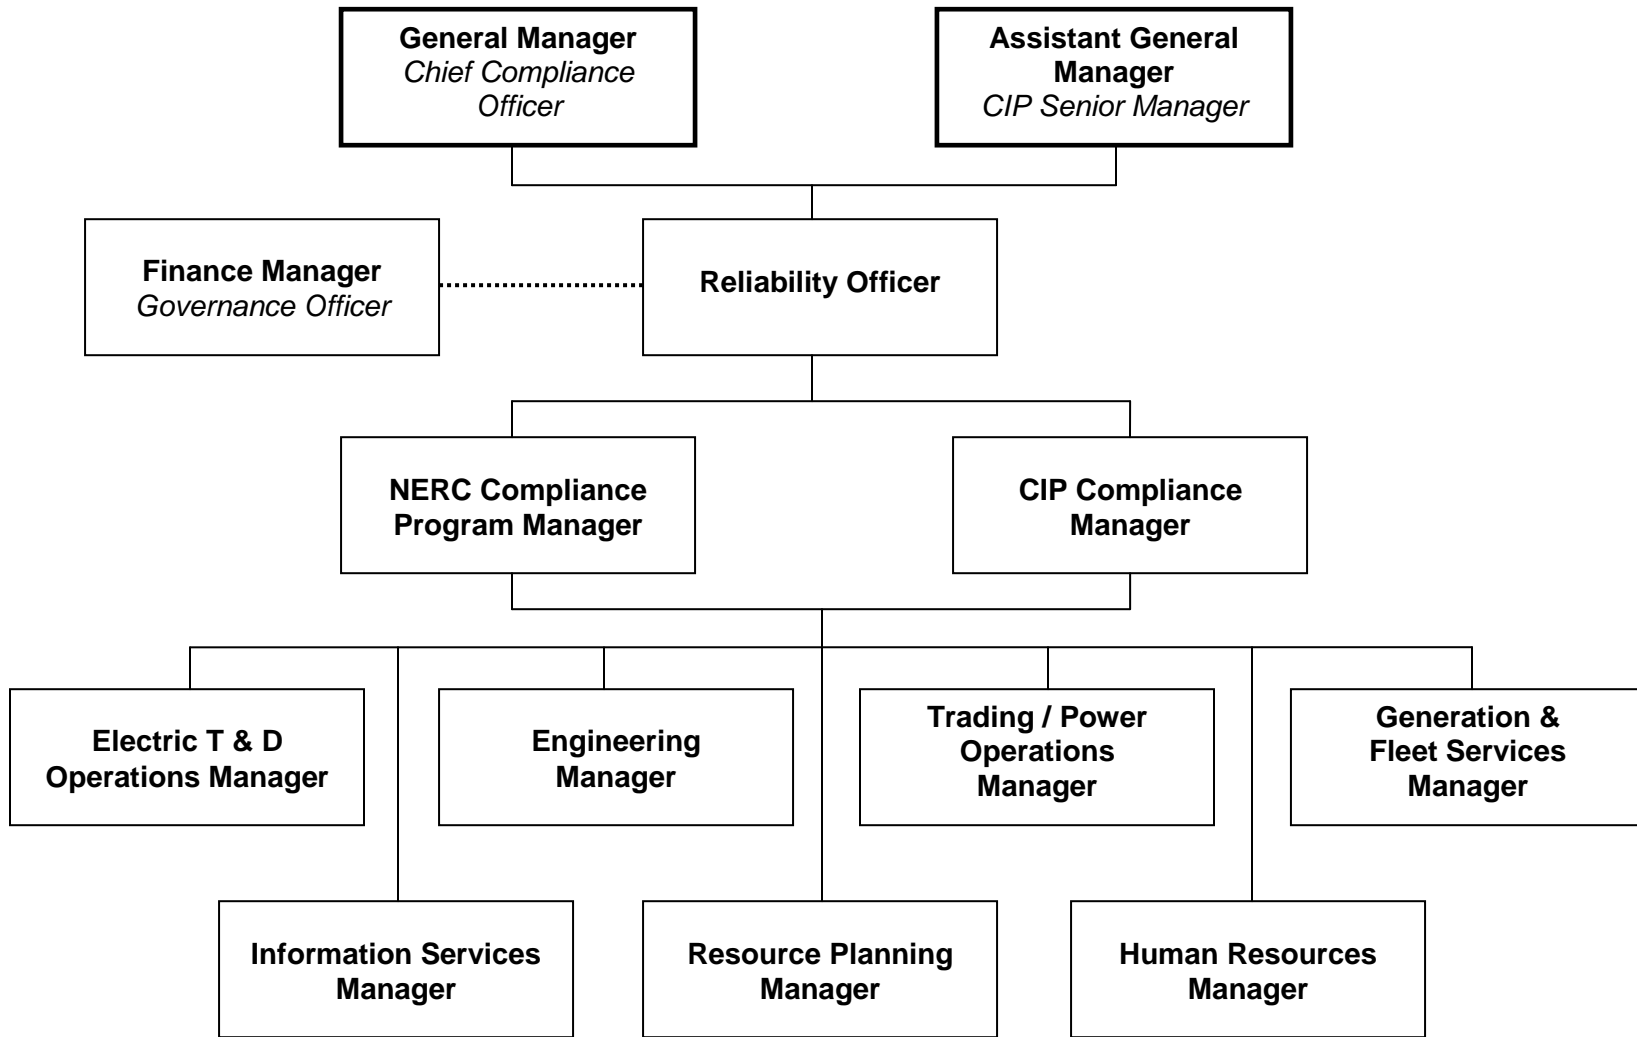 General Manager
Chief Compliance
Officer
Assistant General
Manager
CIP Senior Manager
Finance Manager
Governance Officer
Reliability Officer
NERC Compliance
Program Manager
CIP Compliance
Manager
Electric T & D
Operations Manager
Engineering
Manager
Trading / Power
Operations
Manager
Generation &
Fleet Services
Manager
Information Services
Manager
Resource Planning
Manager
Human Resources
Manager